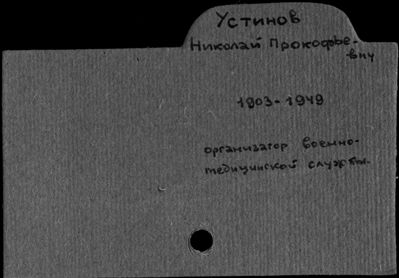 Устинов
Николай Прокофье-
вич
1903-1949
организатор военно-
медицинской службы.